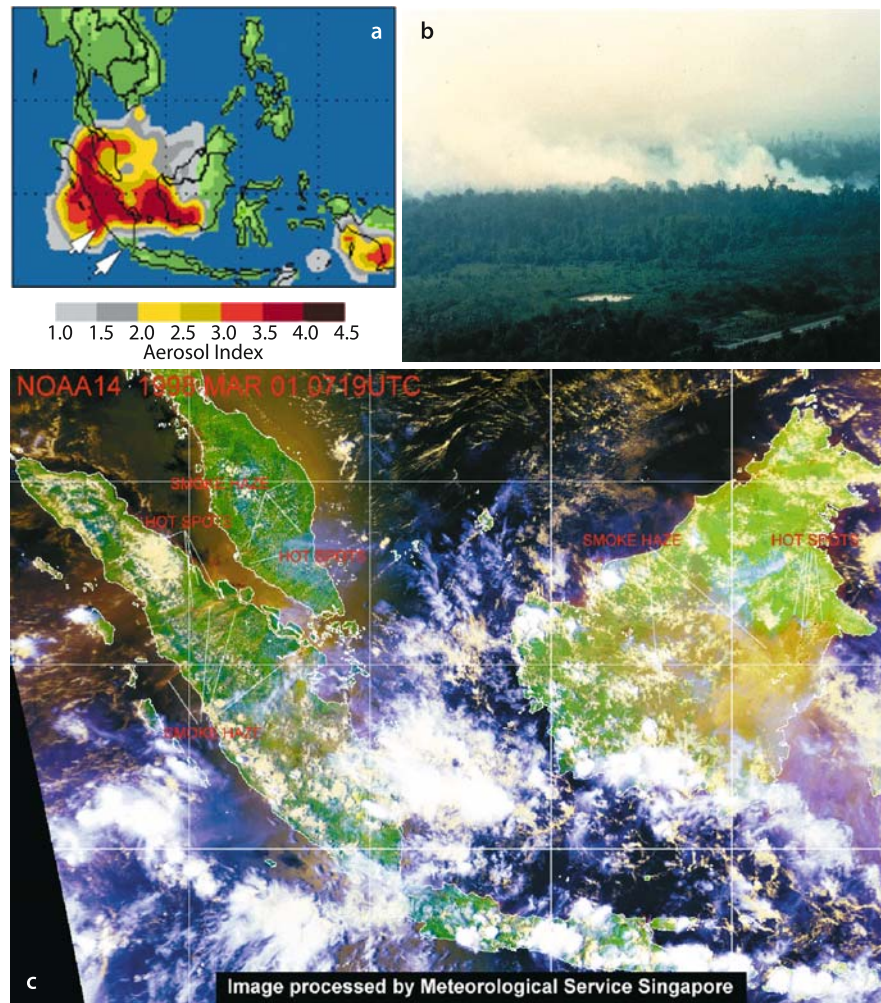 a
b
1.0 1.5 2.0 2.5 3.0 3.5 4.0 4.5
Aerosol Index
NOAA14 1998 MAR 01 0719UTC
SMOKE HAZE
HOT SPOTS
HOT SPOTS
SMOKE HAZE
HOT SPOTS
SMOKE HAZE
c
Image processed by Meteorological Service Singapore